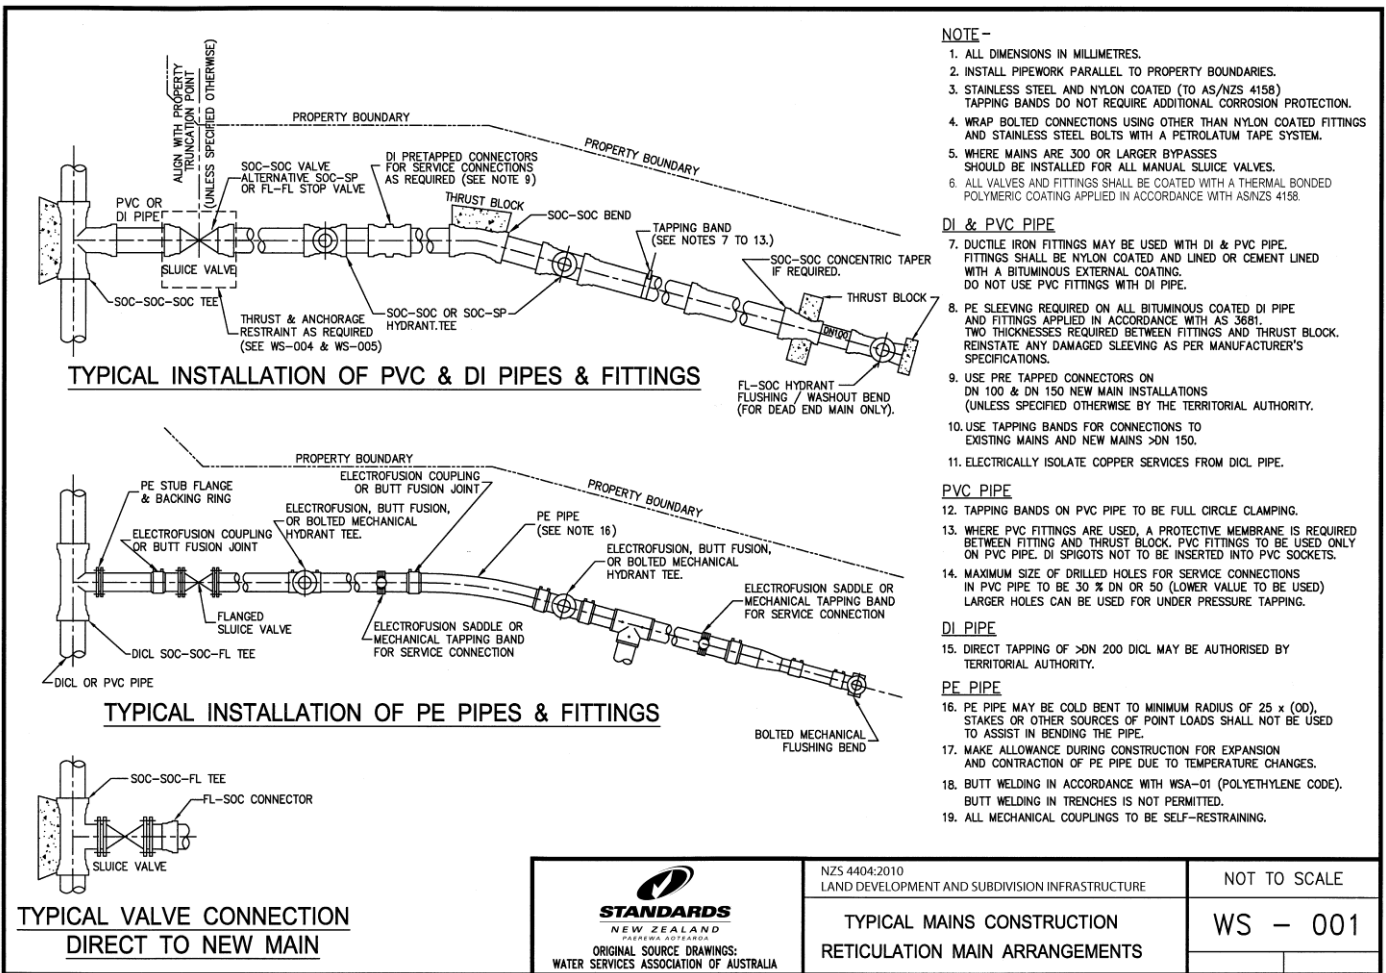 ALIGN WITH PROPERTY
TRUNCATION POINT
(UNLESS SPECIFIED OTHERWISE)
PROPERTY BOUNDARY
PROPERTY BOUNDARY
SOC-SOC VALVE
ALTERNATIVE SOC-SP
OR FL-FL STOP VALVE
DI PRETAPPED CONNECTORS
FOR SERVICE CONNECTIONS
AS REQUIRED (SEE NOTE 9)
THRUST BLOCK
PVC OR
DI PIPE
SOC-SOC BEND
TAPPING BAND
(SEE NOTES 7 TO 13.)
SOC-SOC CONCENTRIC TAPER
IF REQUIRED.
SLUICE VALVE
THRUST BLOCK
SOC-SOC-SOC TEE
SOC-SOC OR SOC-SP
HYDRANT.TEE
THRUST & ANCHORAGE
RESTRAINT AS REQUIRED
(SEE WS-004 & WS-005)
DN100
FL-SOC HYDRANT
FLUSHING / WASHOUT BEND
(FOR DEAD END MAIN ONLY).
TYPICAL INSTALLATION OF PVC & DI PIPES & FITTINGS
PROPERTY BOUNDARY
PROPERTY BOUNDARY
PE STUB FLANGE
& BACKING RING
ELECTROFUSION COUPLING
OR BUTT FUSION JOINT
ELECTROFUSION COUPLING
OR BUTT FUSION JOINT
ELECTROFUSION, BUTT FUSION,
OR BOLTED MECHANICAL
HYDRANT TEE.
PE PIPE
(SEE NOTE 16)
ELECTROFUSION, BUTT FUSION,
OR BOLTED MECHANICAL
HYDRANT TEE.
ELECTROFUSION SADDLE OR
MECHANICAL TAPPING BAND
FOR SERVICE CONNECTION
FLANGED
SLUICE VALVE
ELECTROFUSION SADDLE OR
MECHANICAL TAPPING BAND
FOR SERVICE CONNECTION
DICL SOC-SOC-FL TEE
DICL OR PVC PIPE
BOLTED MECHANICAL
FLUSHING BEND
TYPICAL INSTALLATION OF PE PIPES & FITTINGS
SOC-SOC-FL TEE
FL-SOC CONNECTOR
SLUICE VALVE
TYPICAL VALVE CONNECTION
DIRECT TO NEW MAIN
NOTE-
1. ALL DIMENSIONS IN MILLIMETRES.
2. INSTALL PIPEWORK PARALLEL TO PROPERTY BOUNDARIES.
3. STAINLESS STEEL AND NYLON COATED (TO AS/NZS 4158)
TAPPING BANDS DO NOT REQUIRE ADDITIONAL CORROSION PROTECTION.
4. WRAP BOLTED CONNECTIONS USING OTHER THAN NYLON COATED FITTINGS
AND STAINLESS STEEL BOLTS WITH A PETROLATUM TAPE SYSTEM.
5. WHERE MAINS ARE 300 OR LARGER BYPASSES
SHOULD BE INSTALLED FOR ALL MANUAL SLUICE VALVES.
6. ALL VALVES AND FITTINGS SHALL BE COATED WITH A THERMAL BONDED
POLYMERIC COATING APPLIED IN ACCORDANCE WITH AS/NZS 4158.
DI & PVC PIPE
7. DUCTILE IRON FITTINGS MAY BE USED WITH DI & PVC PIPE.
FITTINGS SHALL BE NYLON COATED AND LINED OR CEMENT LINED
WITH A BITUMINOUS EXTERNAL COATING.
DO NOT USE PVC FITTINGS WITH DI PIPE.
8. PE SLEEVING REQUIRED ON ALL BITUMINOUS COATED DI PIPE
AND FITTINGS APPLIED IN ACCORDANCE WITH AS 3681.
TWO THICKNESSES REQUIRED BETWEEN FITTINGS AND THRUST BLOCK.
REINSTATE ANY DAMAGED SLEEVING AS PER MANUFACTURER'S
SPECIFICATIONS.
9. USE PRE TAPPED CONNECTORS ON
DN 100 & DN 150 NEW MAIN INSTALLATIONS
(UNLESS SPECIFIED OTHERWISE BY THE TERRITORIAL AUTHORITY.
10. USE TAPPING BANDS FOR CONNECTIONS TO
EXISTING MAINS AND NEW MAINS >DN 150.
11. ELECTRICALLY ISOLATE COPPER SERVICES FROM DICL PIPE.
PVC PIPE
12. TAPPING BANDS ON PVC PIPE TO BE FULL CIRCLE CLAMPING.
13. WHERE PVC FITTINGS ARE USED, A PROTECTIVE MEMBRANE IS REQUIRED
BETWEEN FITTING AND THRUST BLOCK. PVC FITTINGS TO BE USED ONLY
ON PVC PIPE. DI SPIGOTS NOT TO BE INSERTED INTO PVC SOCKETS.
14. MAXIMUM SIZE OF DRILLED HOLES FOR SERVICE CONNECTIONS
IN PVC PIPE TO BE 30 % DN OR 50 (LOWER VALUE TO BE USED)
LARGER HOLES CAN BE USED FOR UNDER PRESSURE TAPPING.
DI PIPE
15. DIRECT TAPPING OF >DN 200 DICL MAY BE AUTHORISED BY
TERRITORIAL AUTHORITY.
PE PIPE
16. PE PIPE MAY BE COLD BENT TO MINIMUM RADIUS OF 25 x (OD),
STAKES OR OTHER SOURCES OF POINT LOADS SHALL NOT BE USED
TO ASSIST IN BENDING THE PIPE.
17. MAKE ALLOWANCE DURING CONSTRUCTION FOR EXPANSION
AND CONTRACTION OF PE PIPE DUE TO TEMPERATURE CHANGES.
18. BUTT WELDING IN ACCORDANCE WITH WSA-01 (POLYETHYLENE CODE).
BUTT WELDING IN TRENCHES IS NOT PERMITTED.
19. ALL MECHANICAL COUPLINGS TO BE SELF-RESTRAINING.
STANDARDS
NEW ZEALAND
PAEREWA AOTEAROA
ORIGINAL SOURCE DRAWINGS:
WATER SERVICES ASSOCIATION OF AUSTRALIA
NZS 4404:2010
LAND DEVELOPMENT AND SUBDIVISION INFRASTRUCTURE
TYPICAL MAINS CONSTRUCTION
RETICULATION MAIN ARRANGEMENTS
NOT TO SCALE
WS - 001